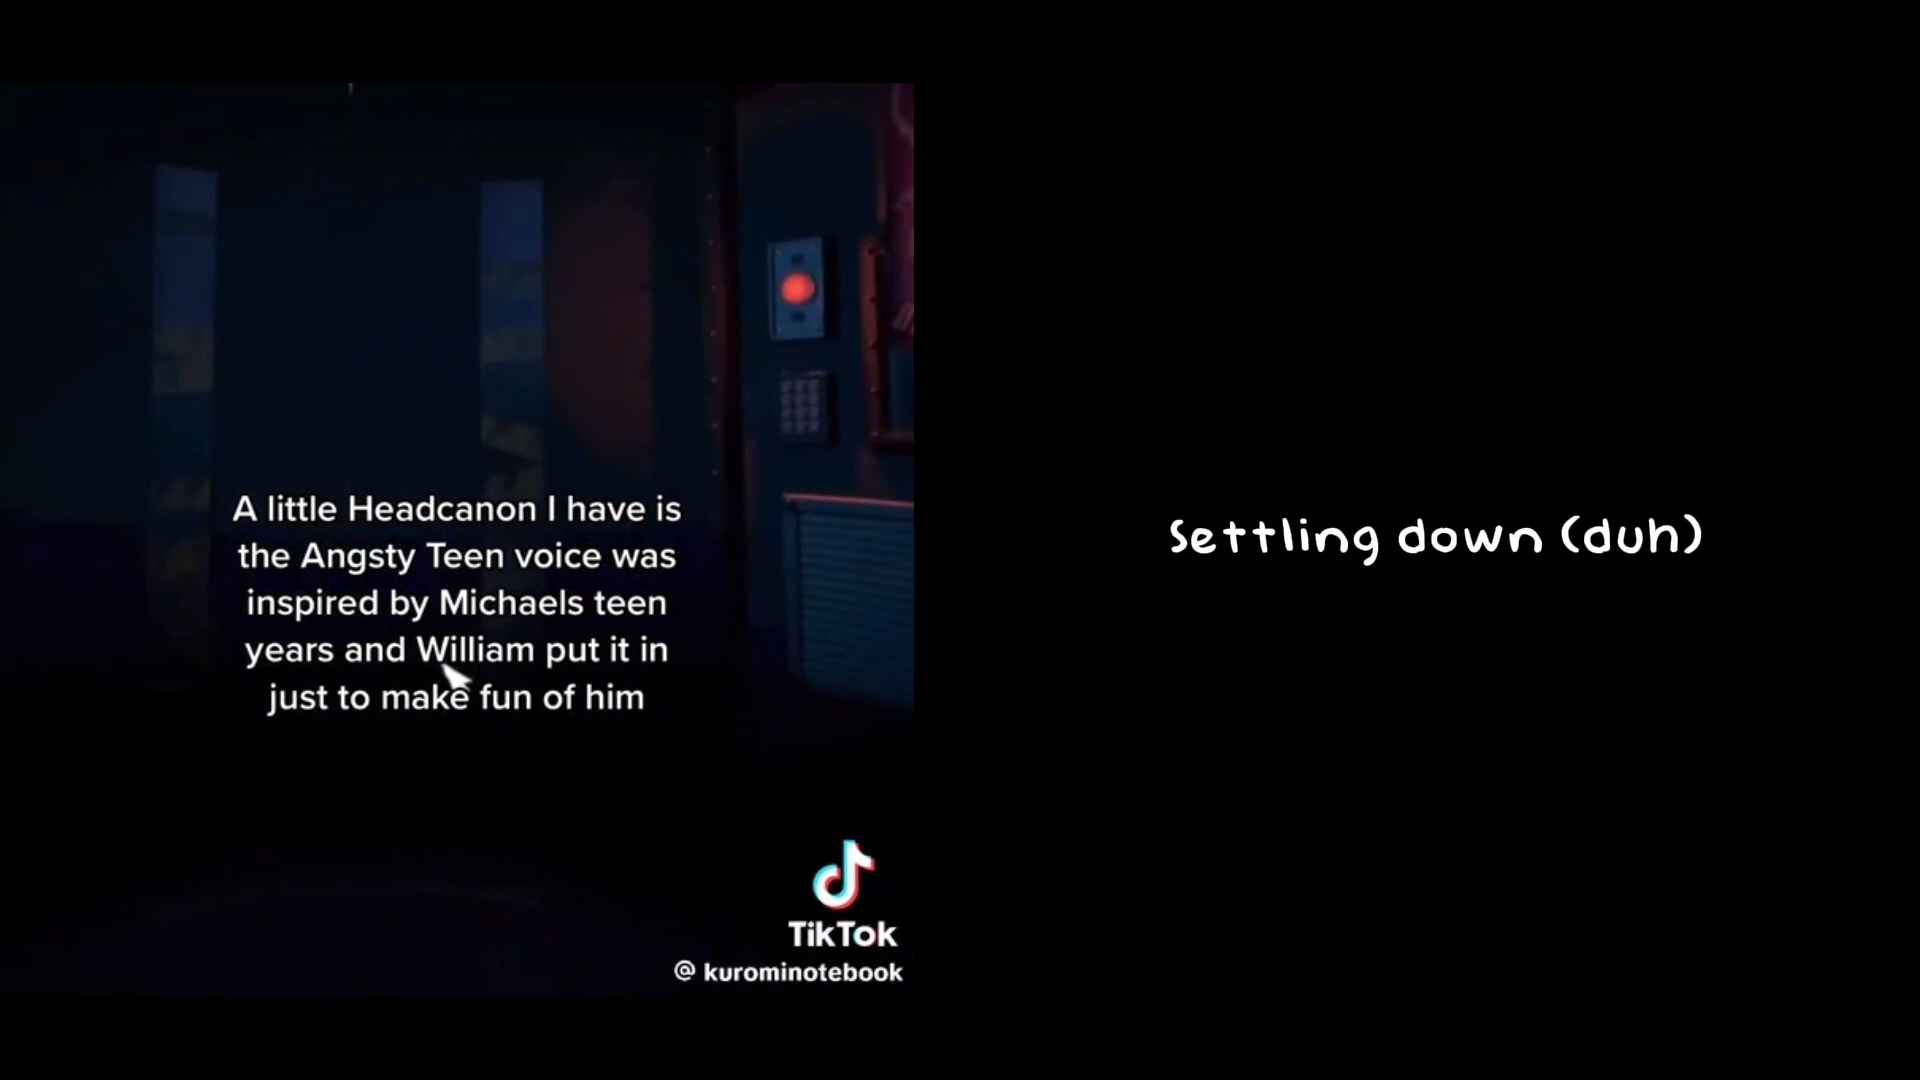 A little Headcanon I have is
the Angsty Teen voice was
inspired by Michaels teen
years and William put it in
just to make fun of him
TikTok
@ kurominotebook
Settling down (duh)